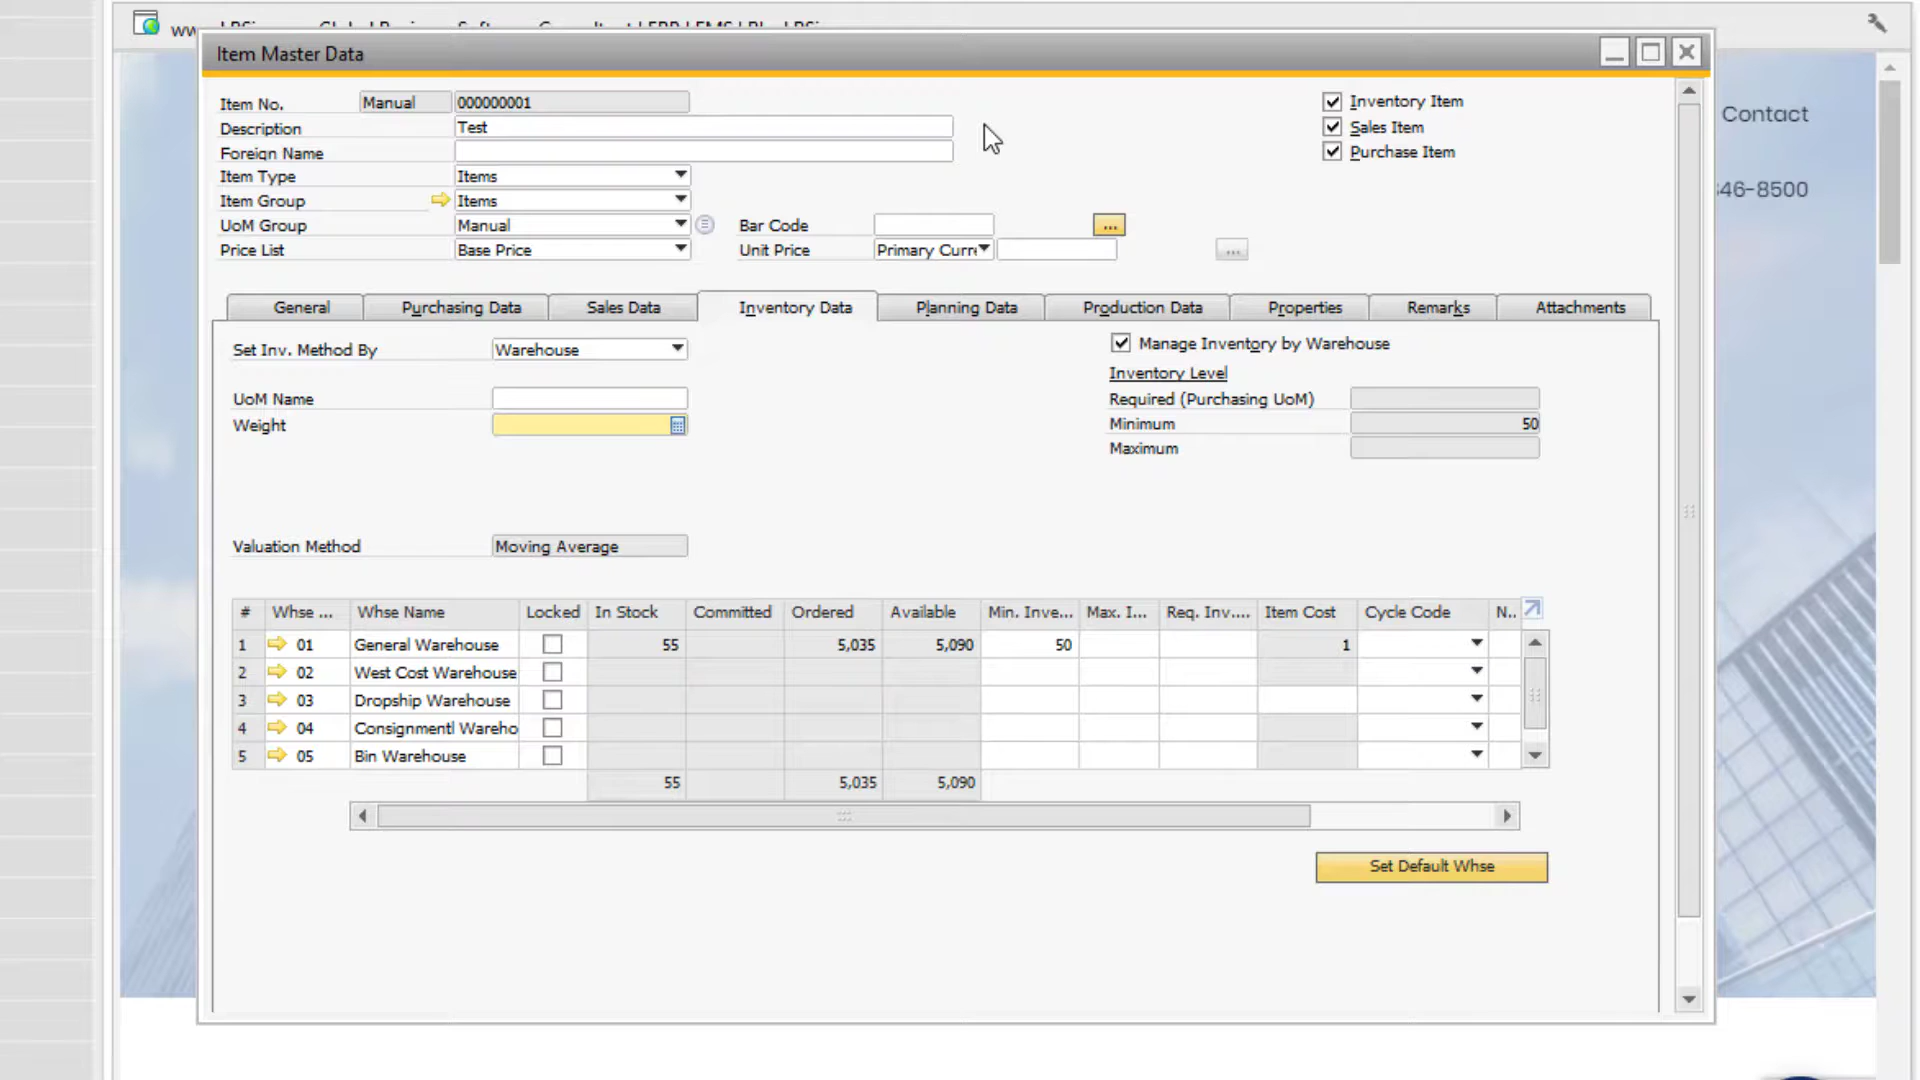 Item Master Data
Item No. Manual 000000001
Description Test
Foreign Name
Item Type Items
Item Group Items
UoM Group Manual
Price List Base Price
Bar Code ...
Unit Price Primary Curre ...
Inventory Item
Sales Item
Purchase Item
Contact
46-8500
General Purchasing Data Sales Data Inventory Data Planning Data Production Data Properties Remarks Attachments
Set Inv. Method By Warehouse
UoM Name
Weight
Manage Inventory by Warehouse
Inventory Level
Required (Purchasing UoM)
Minimum 50
Maximum
Valuation Method Moving Average
# Whse ... Whse Name Locked In Stock Committed Ordered Available Min. Inve... Max. I... Req. Inv.... Item Cost Cycle Code N..
1 01 General Warehouse 55 5,035 5,090 50 1
2 02 West Cost Warehouse
3 03 Dropship Warehouse
4 04 Consignmentl Wareho
5 05 Bin Warehouse
55 5,035 5,090
Set Default Whse